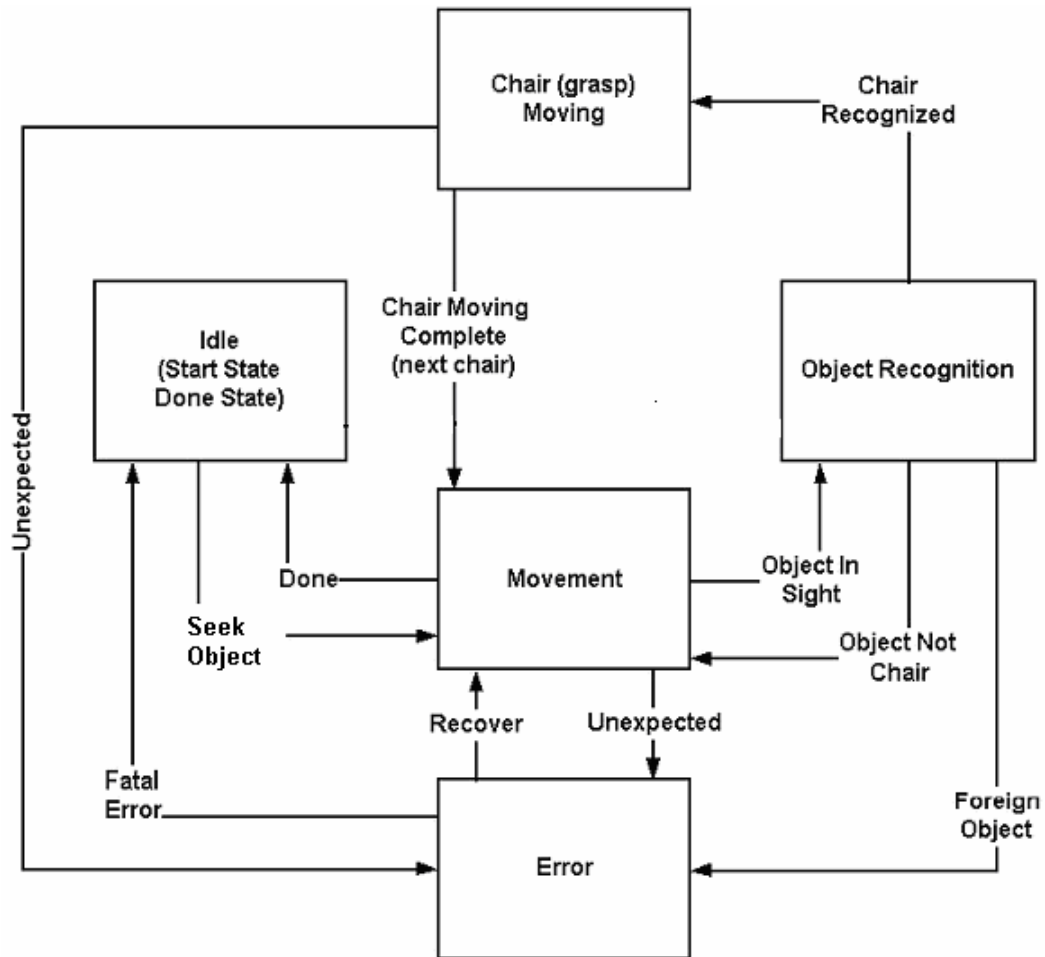 Chair (grasp)
Moving
Chair
Recognized
Unexpected
Idle
(Start State
Done State)
Chair Moving
Complete
(next chair)
Object Recognition
Done
Movement
Object In
Sight
Seek
Object
Object Not
Chair
Recover
Unexpected
Fatal
Error
Foreign
Object
Error